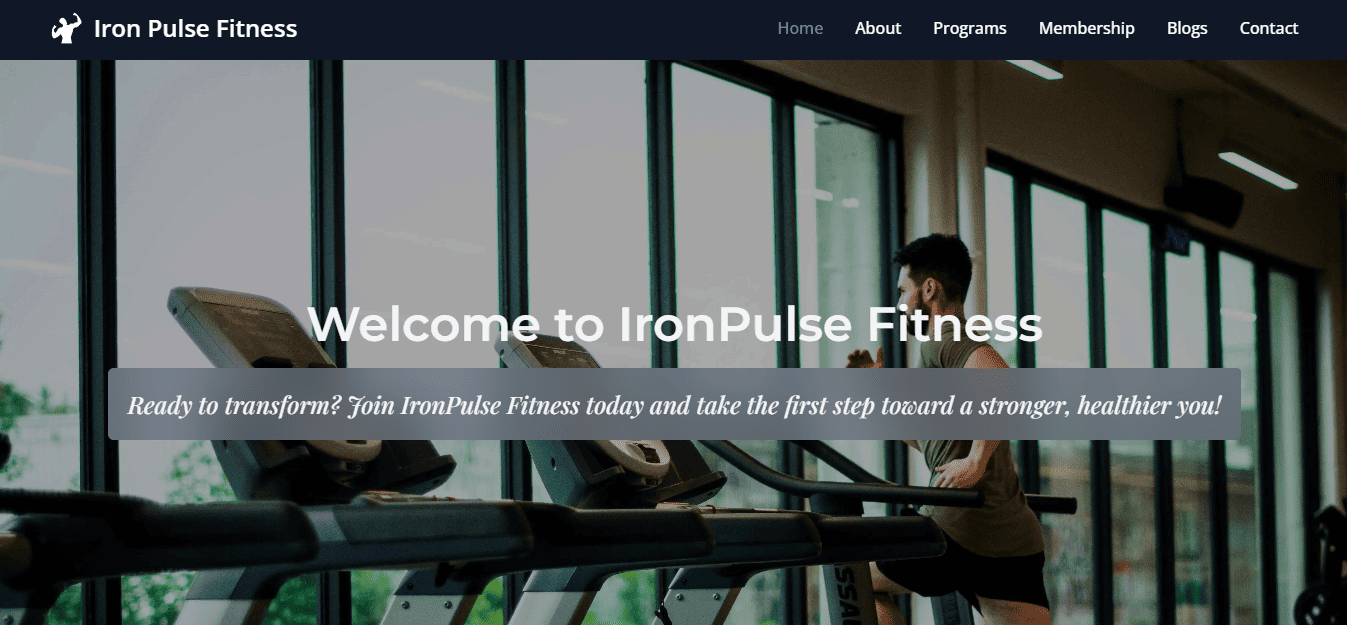 Iron Pulse Fitness
Home About Programs Membership Blogs Contact
Welcome to IronPulse Fitness
Ready to transform? Join IronPulse Fitness today and take the first step toward a stronger, healthier you!
SSAU